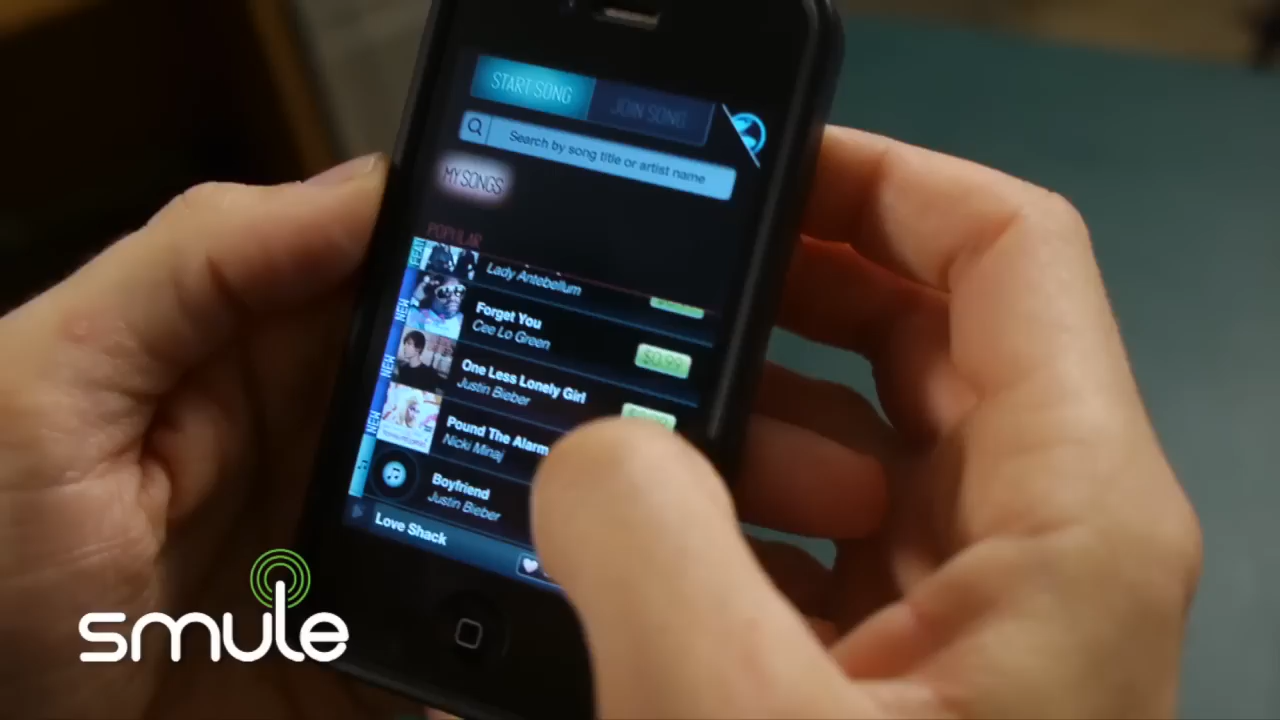 START SONG
JOIN SONG
Search by song title or artist name
MY SONGS
POPULAR
Lady Antebellum
NEW
Forget You
Cee Lo Green
$0.99
NEW
One Less Lonely Girl
Justin Bieber
NEW
Pound The Alarm
Nicki Minaj
Boyfriend
Justin Bieber
Love Shack
smule